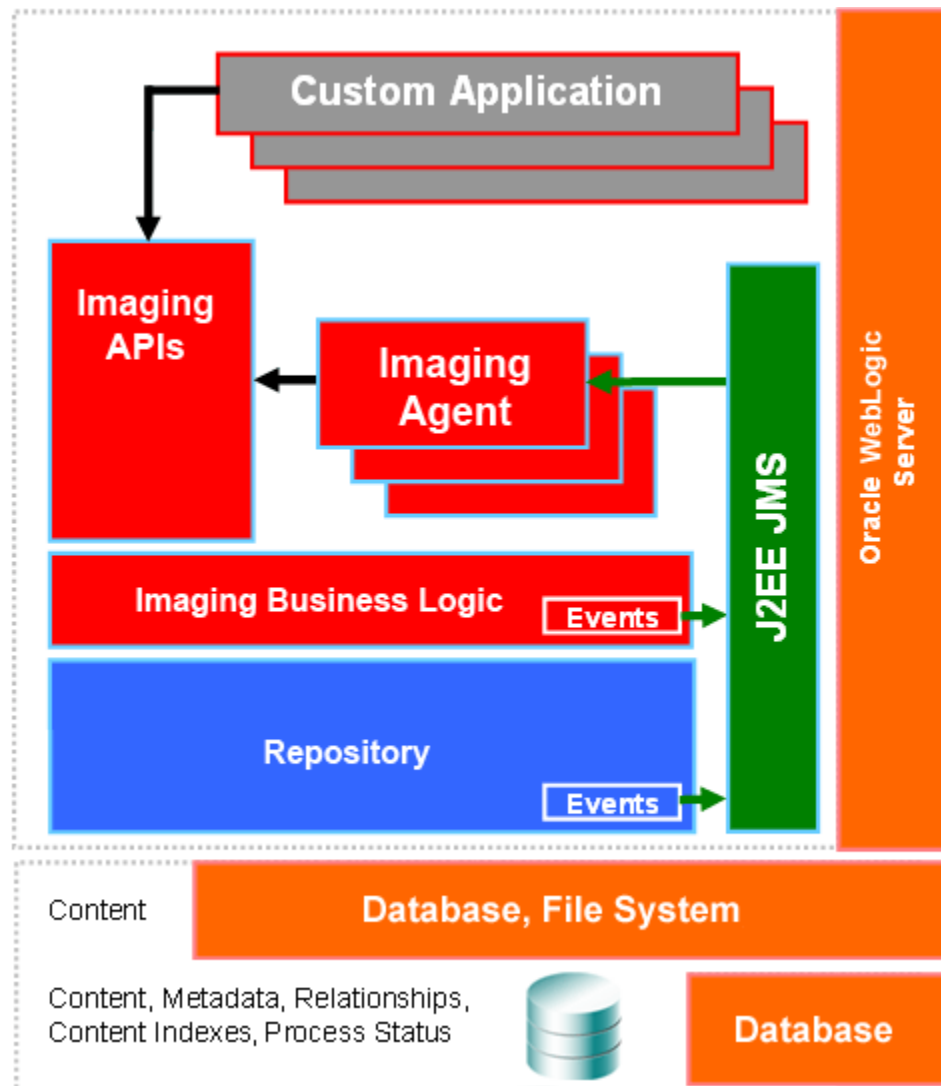 Custom Application
Imaging
APIs
Imaging
Agent
J2EE JMS
Oracle WebLogic
Server
Imaging Business Logic
Events
Repository
Events
Content
Database, File System
Content, Metadata, Relationships,
Content Indexes, Process Status
Database